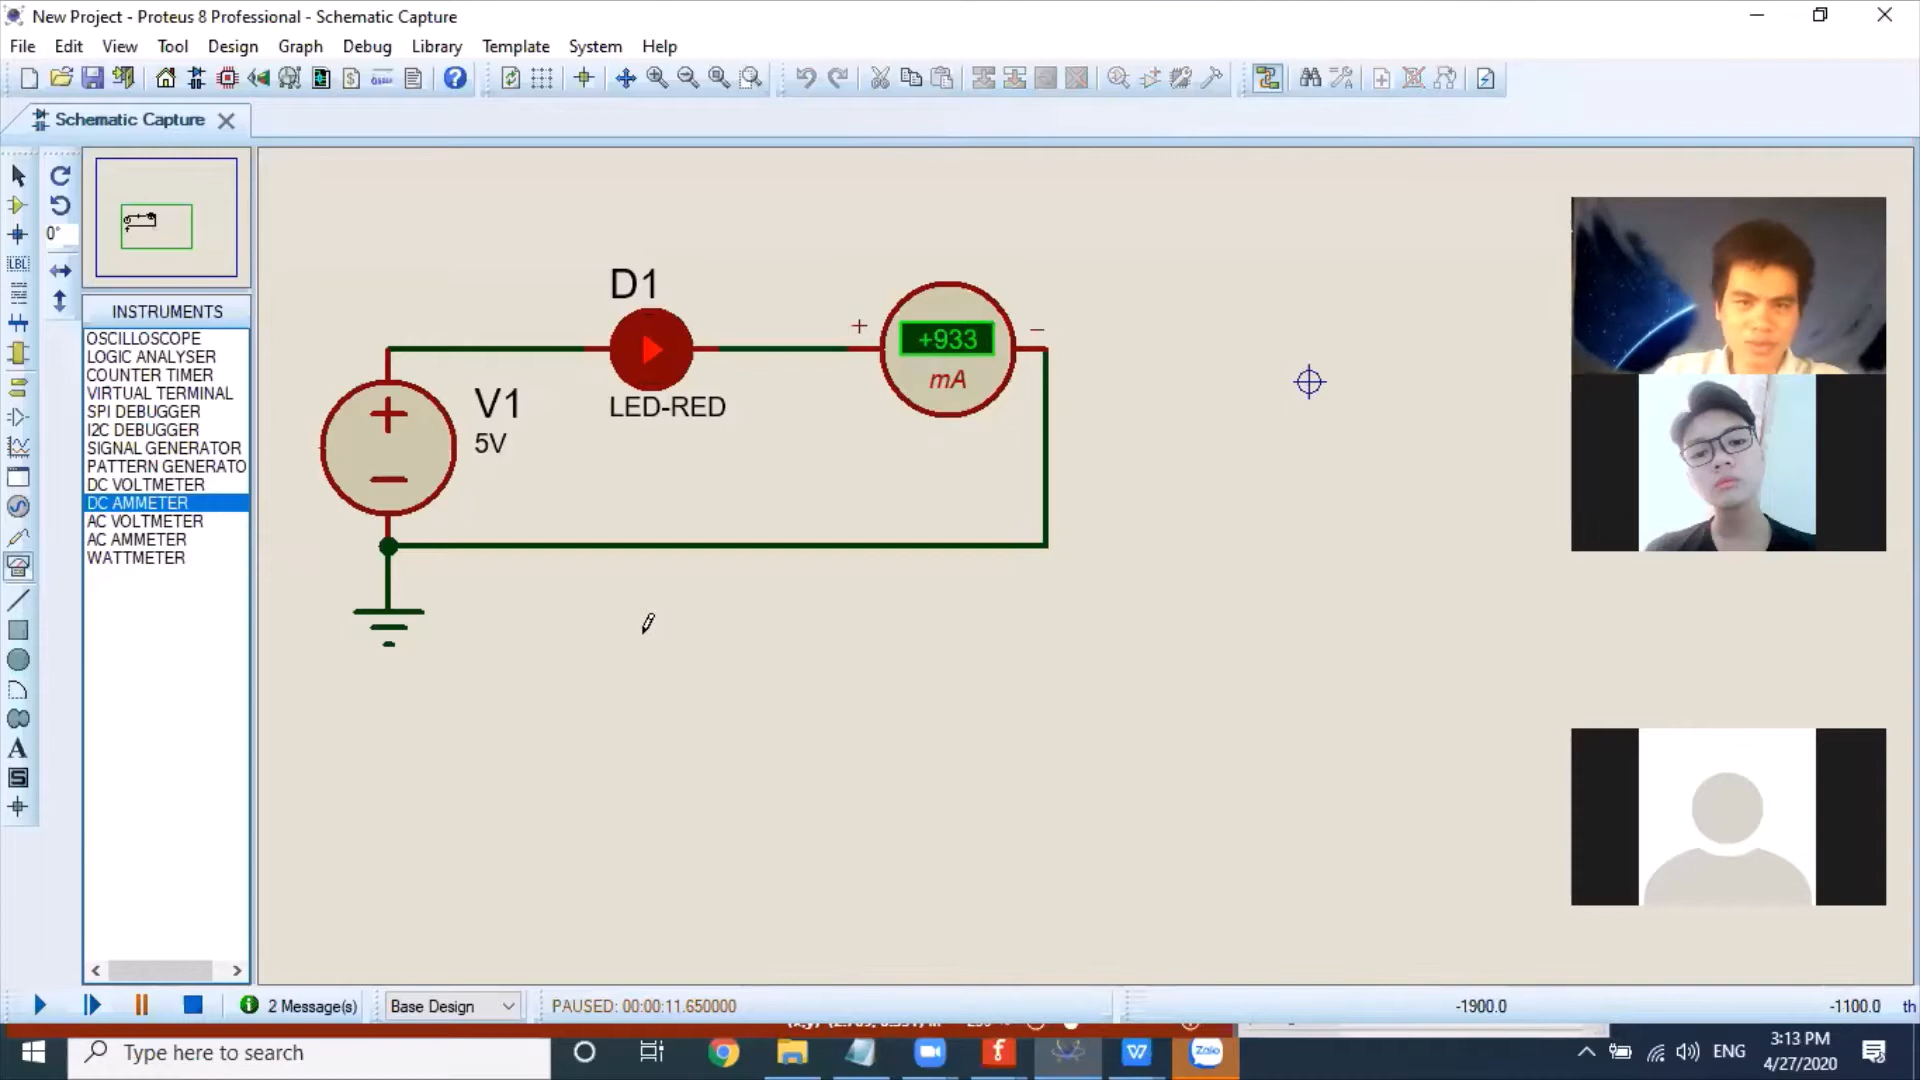 New Project - Proteus 8 Professional - Schematic Capture
File Edit View Tool Design Graph Debug Library Template System Help
Schematic Capture
0°
LBL
INSTRUMENTS
OSCILLOSCOPE
LOGIC ANALYSER
COUNTER TIMER
VIRTUAL TERMINAL
SPI DEBUGGER
I2C DEBUGGER
SIGNAL GENERATOR
PATTERN GENERATO
DC VOLTMETER
DC AMMETER
AC VOLTMETER
AC AMMETER
WATTMETER
A
S
D1
LED-RED
V1
5V
+
+933
mA
−
+
−
2 Message(s)
Base Design
PAUSED: 00:00:11.650000
-1900.0
-1100.0
th
Type here to search
Zalo
ENG
3:13 PM
4/27/2020